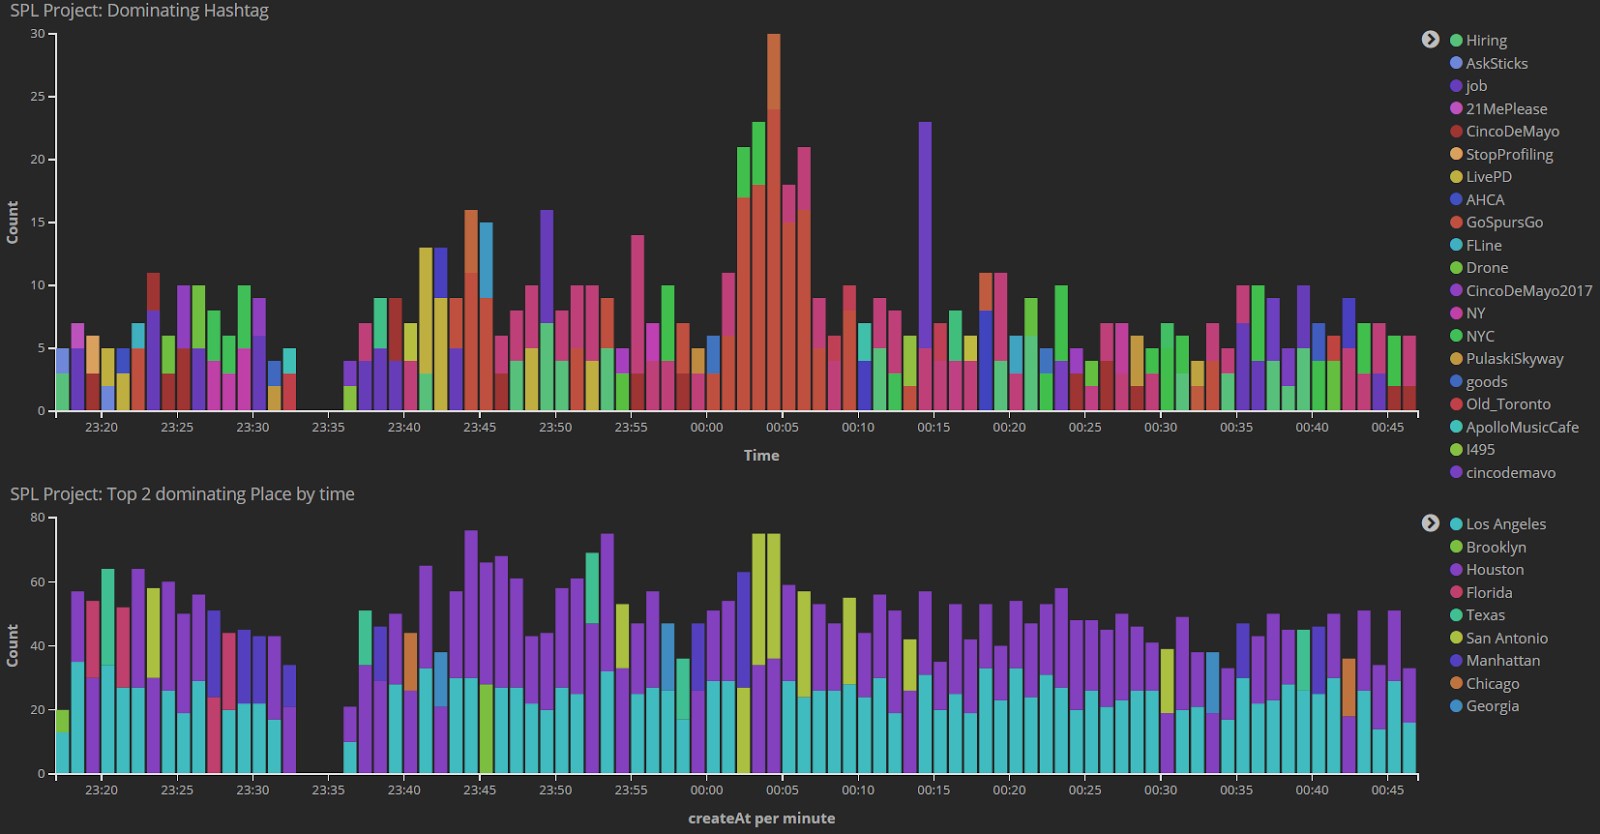 SPL Project: Dominating Hashtag
30
25
20
15
10
5
0
Count
23:20 23:25 23:30 23:35 23:40 23:45 23:50 23:55 00:00 00:05 00:10 00:15 00:20 00:25 00:30 00:35 00:40 00:45
Time
Hiring
AskSticks
job
21MePlease
CincoDeMayo
StopProfiling
LivePD
AHCA
GoSpursGo
FLine
Drone
CincoDeMayo2017
NY
NYC
PulaskiSkyway
goods
Old_Toronto
ApolloMusicCafe
I495
cincodemayo
SPL Project: Top 2 dominating Place by time
80
60
40
20
0
Count
23:20 23:25 23:30 23:35 23:40 23:45 23:50 23:55 00:00 00:05 00:10 00:15 00:20 00:25 00:30 00:35 00:40 00:45
createAt per minute
Los Angeles
Brooklyn
Houston
Florida
Texas
San Antonio
Manhattan
Chicago
Georgia